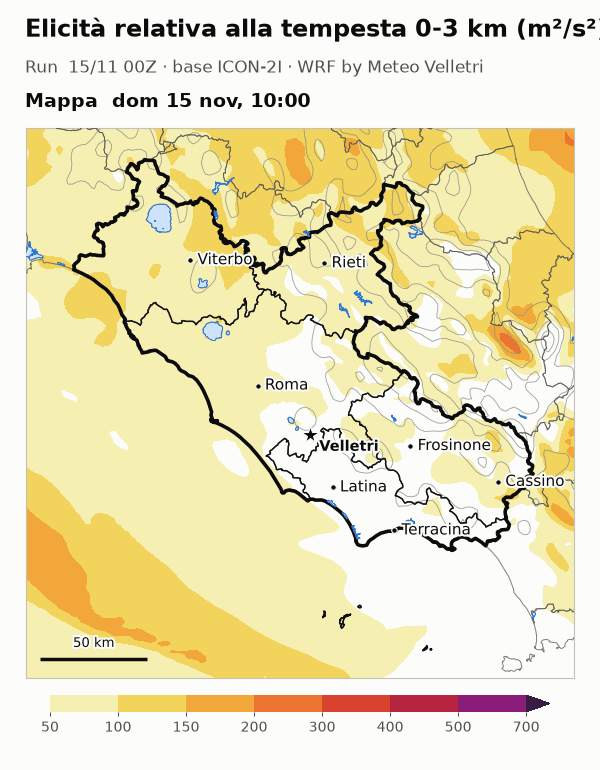 Elicità relativa alla tempesta 0-3 km (m²/s²)
Run 15/11 00Z · base ICON-2I · WRF by Meteo Velletri
Mappa dom 15 nov, 10:00
Viterbo
Rieti
Roma
Velletri
Frosinone
Latina
Cassino
Terracina
50 km
50 100 150 200 300 400 500 700